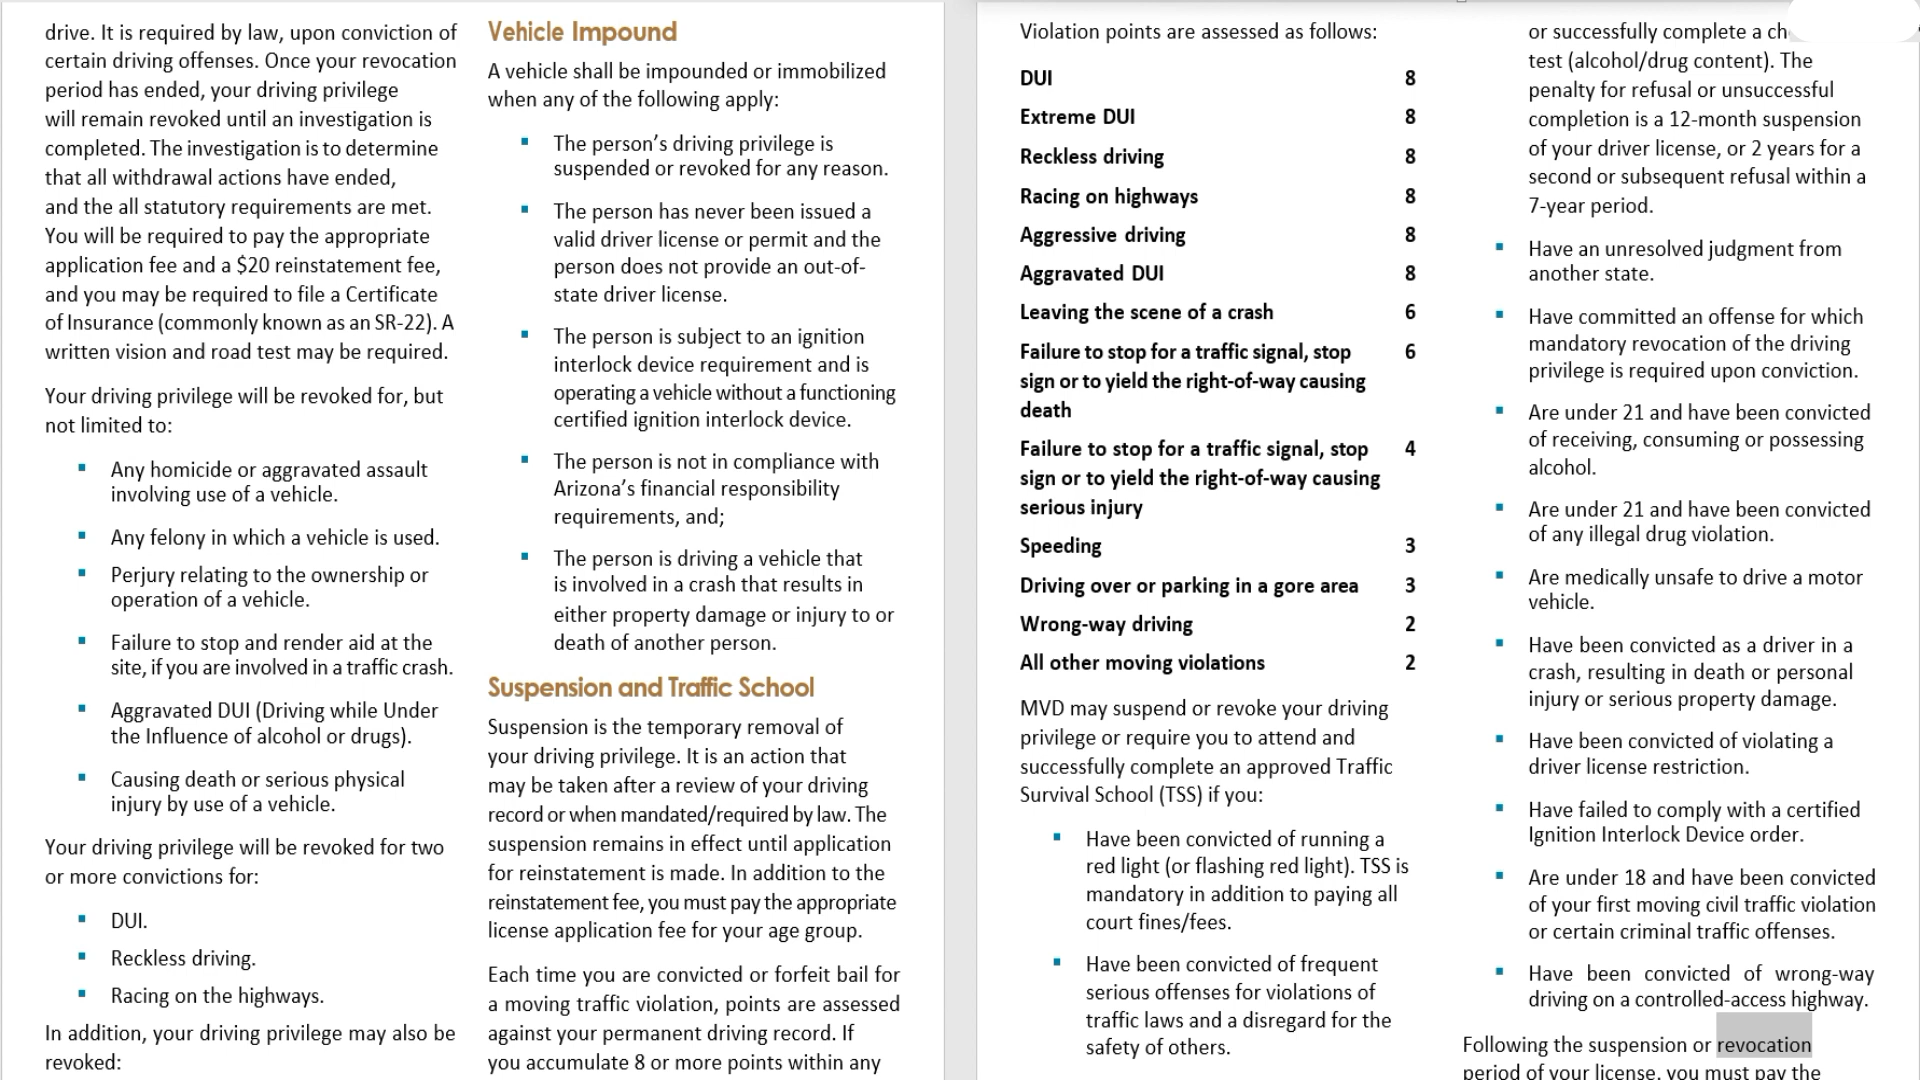 drive. It is required by law, upon conviction of
certain driving offenses. Once your revocation
period has ended, your driving privilege
will remain revoked until an investigation is
completed. The investigation is to determine
that all withdrawal actions have ended,
and the all statutory requirements are met.
You will be required to pay the appropriate
application fee and a $20 reinstatement fee,
and you may be required to file a Certificate
of Insurance (commonly known as an SR-22). A
written vision and road test may be required.
Your driving privilege will be revoked for, but
not limited to:
▪ Any homicide or aggravated assault
involving use of a vehicle.
▪ Any felony in which a vehicle is used.
▪ Perjury relating to the ownership or
operation of a vehicle.
▪ Failure to stop and render aid at the
site, if you are involved in a traffic crash.
▪ Aggravated DUI (Driving while Under
the Influence of alcohol or drugs).
▪ Causing death or serious physical
injury by use of a vehicle.
Your driving privilege will be revoked for two
or more convictions for:
▪ DUI.
▪ Reckless driving.
▪ Racing on the highways.
In addition, your driving privilege may also be
revoked:
Vehicle Impound
A vehicle shall be impounded or immobilized
when any of the following apply:
▪ The person's driving privilege is
suspended or revoked for any reason.
▪ The person has never been issued a
valid driver license or permit and the
person does not provide an out-of-
state driver license.
▪ The person is subject to an ignition
interlock device requirement and is
operating a vehicle without a functioning
certified ignition interlock device.
▪ The person is not in compliance with
Arizona's financial responsibility
requirements, and;
▪ The person is driving a vehicle that
is involved in a crash that results in
either property damage or injury to or
death of another person.
Suspension and Traffic School
Suspension is the temporary removal of
your driving privilege. It is an action that
may be taken after a review of your driving
record or when mandated/required by law. The
suspension remains in effect until application
for reinstatement is made. In addition to the
reinstatement fee, you must pay the appropriate
license application fee for your age group.
Each time you are convicted or forfeit bail for
a moving traffic violation, points are assessed
against your permanent driving record. If
you accumulate 8 or more points within any
Violation points are assessed as follows:
DUI 8
Extreme DUI 8
Reckless driving 8
Racing on highways 8
Aggressive driving 8
Aggravated DUI 8
Leaving the scene of a crash 6
Failure to stop for a traffic signal, stop 6
sign or to yield the right-of-way causing
death
Failure to stop for a traffic signal, stop 4
sign or to yield the right-of-way causing
serious injury
Speeding 3
Driving over or parking in a gore area 3
Wrong-way driving 2
All other moving violations 2
MVD may suspend or revoke your driving
privilege or require you to attend and
successfully complete an approved Traffic
Survival School (TSS) if you:
▪ Have been convicted of running a
red light (or flashing red light). TSS is
mandatory in addition to paying all
court fines/fees.
▪ Have been convicted of frequent
serious offenses for violations of
traffic laws and a disregard for the
safety of others.
or successfully complete a
test (alcohol/drug content). The
penalty for refusal or unsuccessful
completion is a 12-month suspension
of your driver license, or 2 years for a
second or subsequent refusal within a
7-year period.
▪ Have an unresolved judgment from
another state.
▪ Have committed an offense for which
mandatory revocation of the driving
privilege is required upon conviction.
▪ Are under 21 and have been convicted
of receiving, consuming or possessing
alcohol.
▪ Are under 21 and have been convicted
of any illegal drug violation.
▪ Are medically unsafe to drive a motor
vehicle.
▪ Have been convicted as a driver in a
crash, resulting in death or personal
injury or serious property damage.
▪ Have been convicted of violating a
driver license restriction.
▪ Have failed to comply with a certified
Ignition Interlock Device order.
▪ Are under 18 and have been convicted
of your first moving civil traffic violation
or certain criminal traffic offenses.
▪ Have been convicted of wrong-way
driving on a controlled-access highway.
Following the suspension or revocation
period of your license, you must pay the